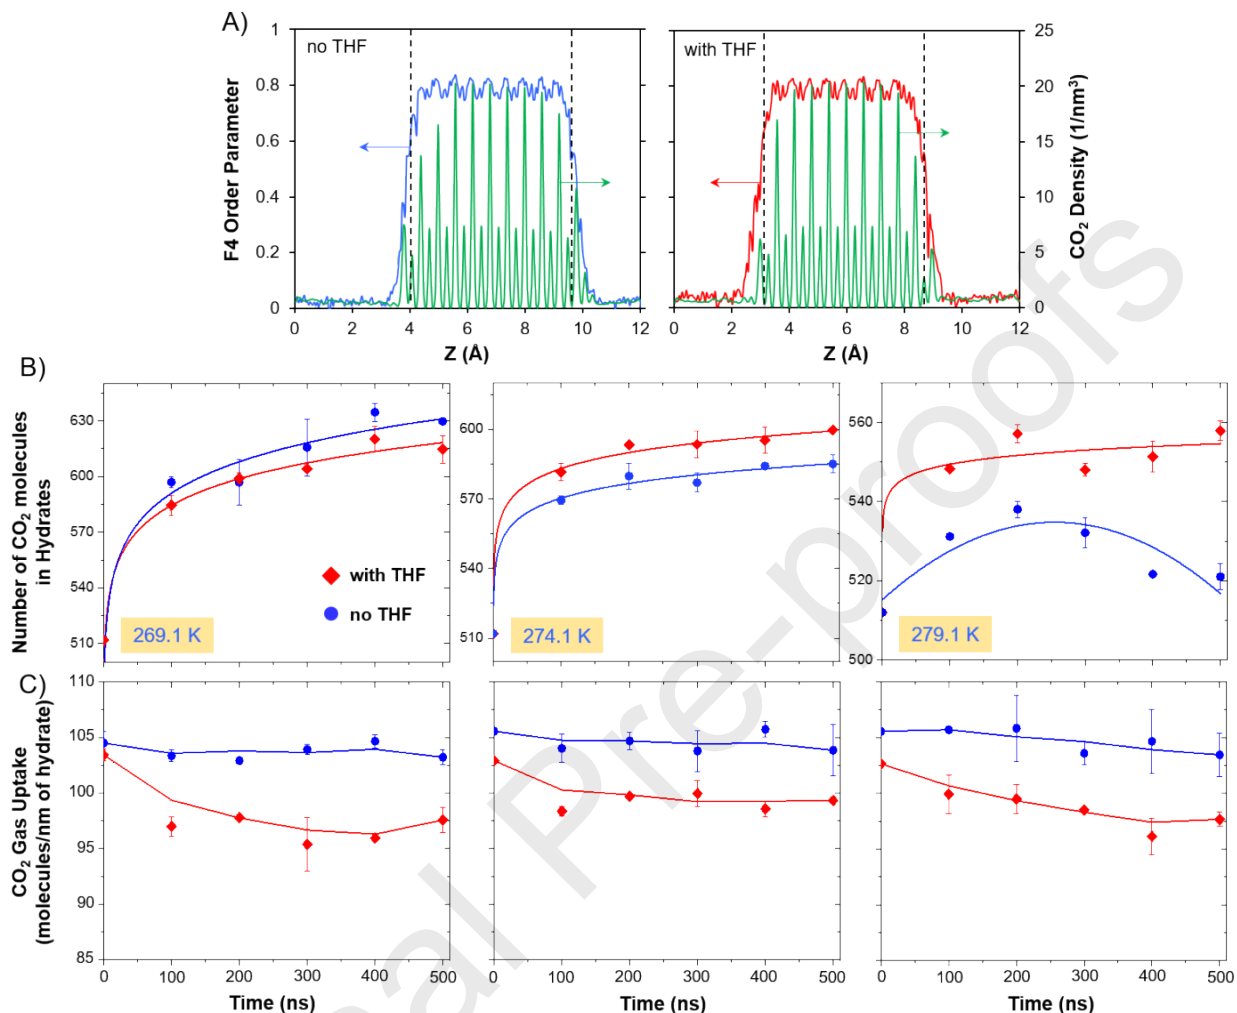 A)
no THF
with THF
1
0.8
0.6
0.4
0.2
0
F4 Order Parameter
0 2 4 6 8 10 12
Z (Å)
0 2 4 6 8 10 12
Z (Å)
25
20
15
10
5
0
CO2 Density (1/nm3)
B)
Number of CO2 molecules
in Hydrates
630
600
570
540
510
with THF
no THF
269.1 K
600
570
540
510
274.1 K
560
540
520
500
279.1 K
C)
CO2 Gas Uptake
(molecules/nm of hydrate)
110
105
100
95
90
85
0 100 200 300 400 500
Time (ns)
0 100 200 300 400 500
Time (ns)
0 100 200 300 400 500
Time (ns)
al Pre-proofs